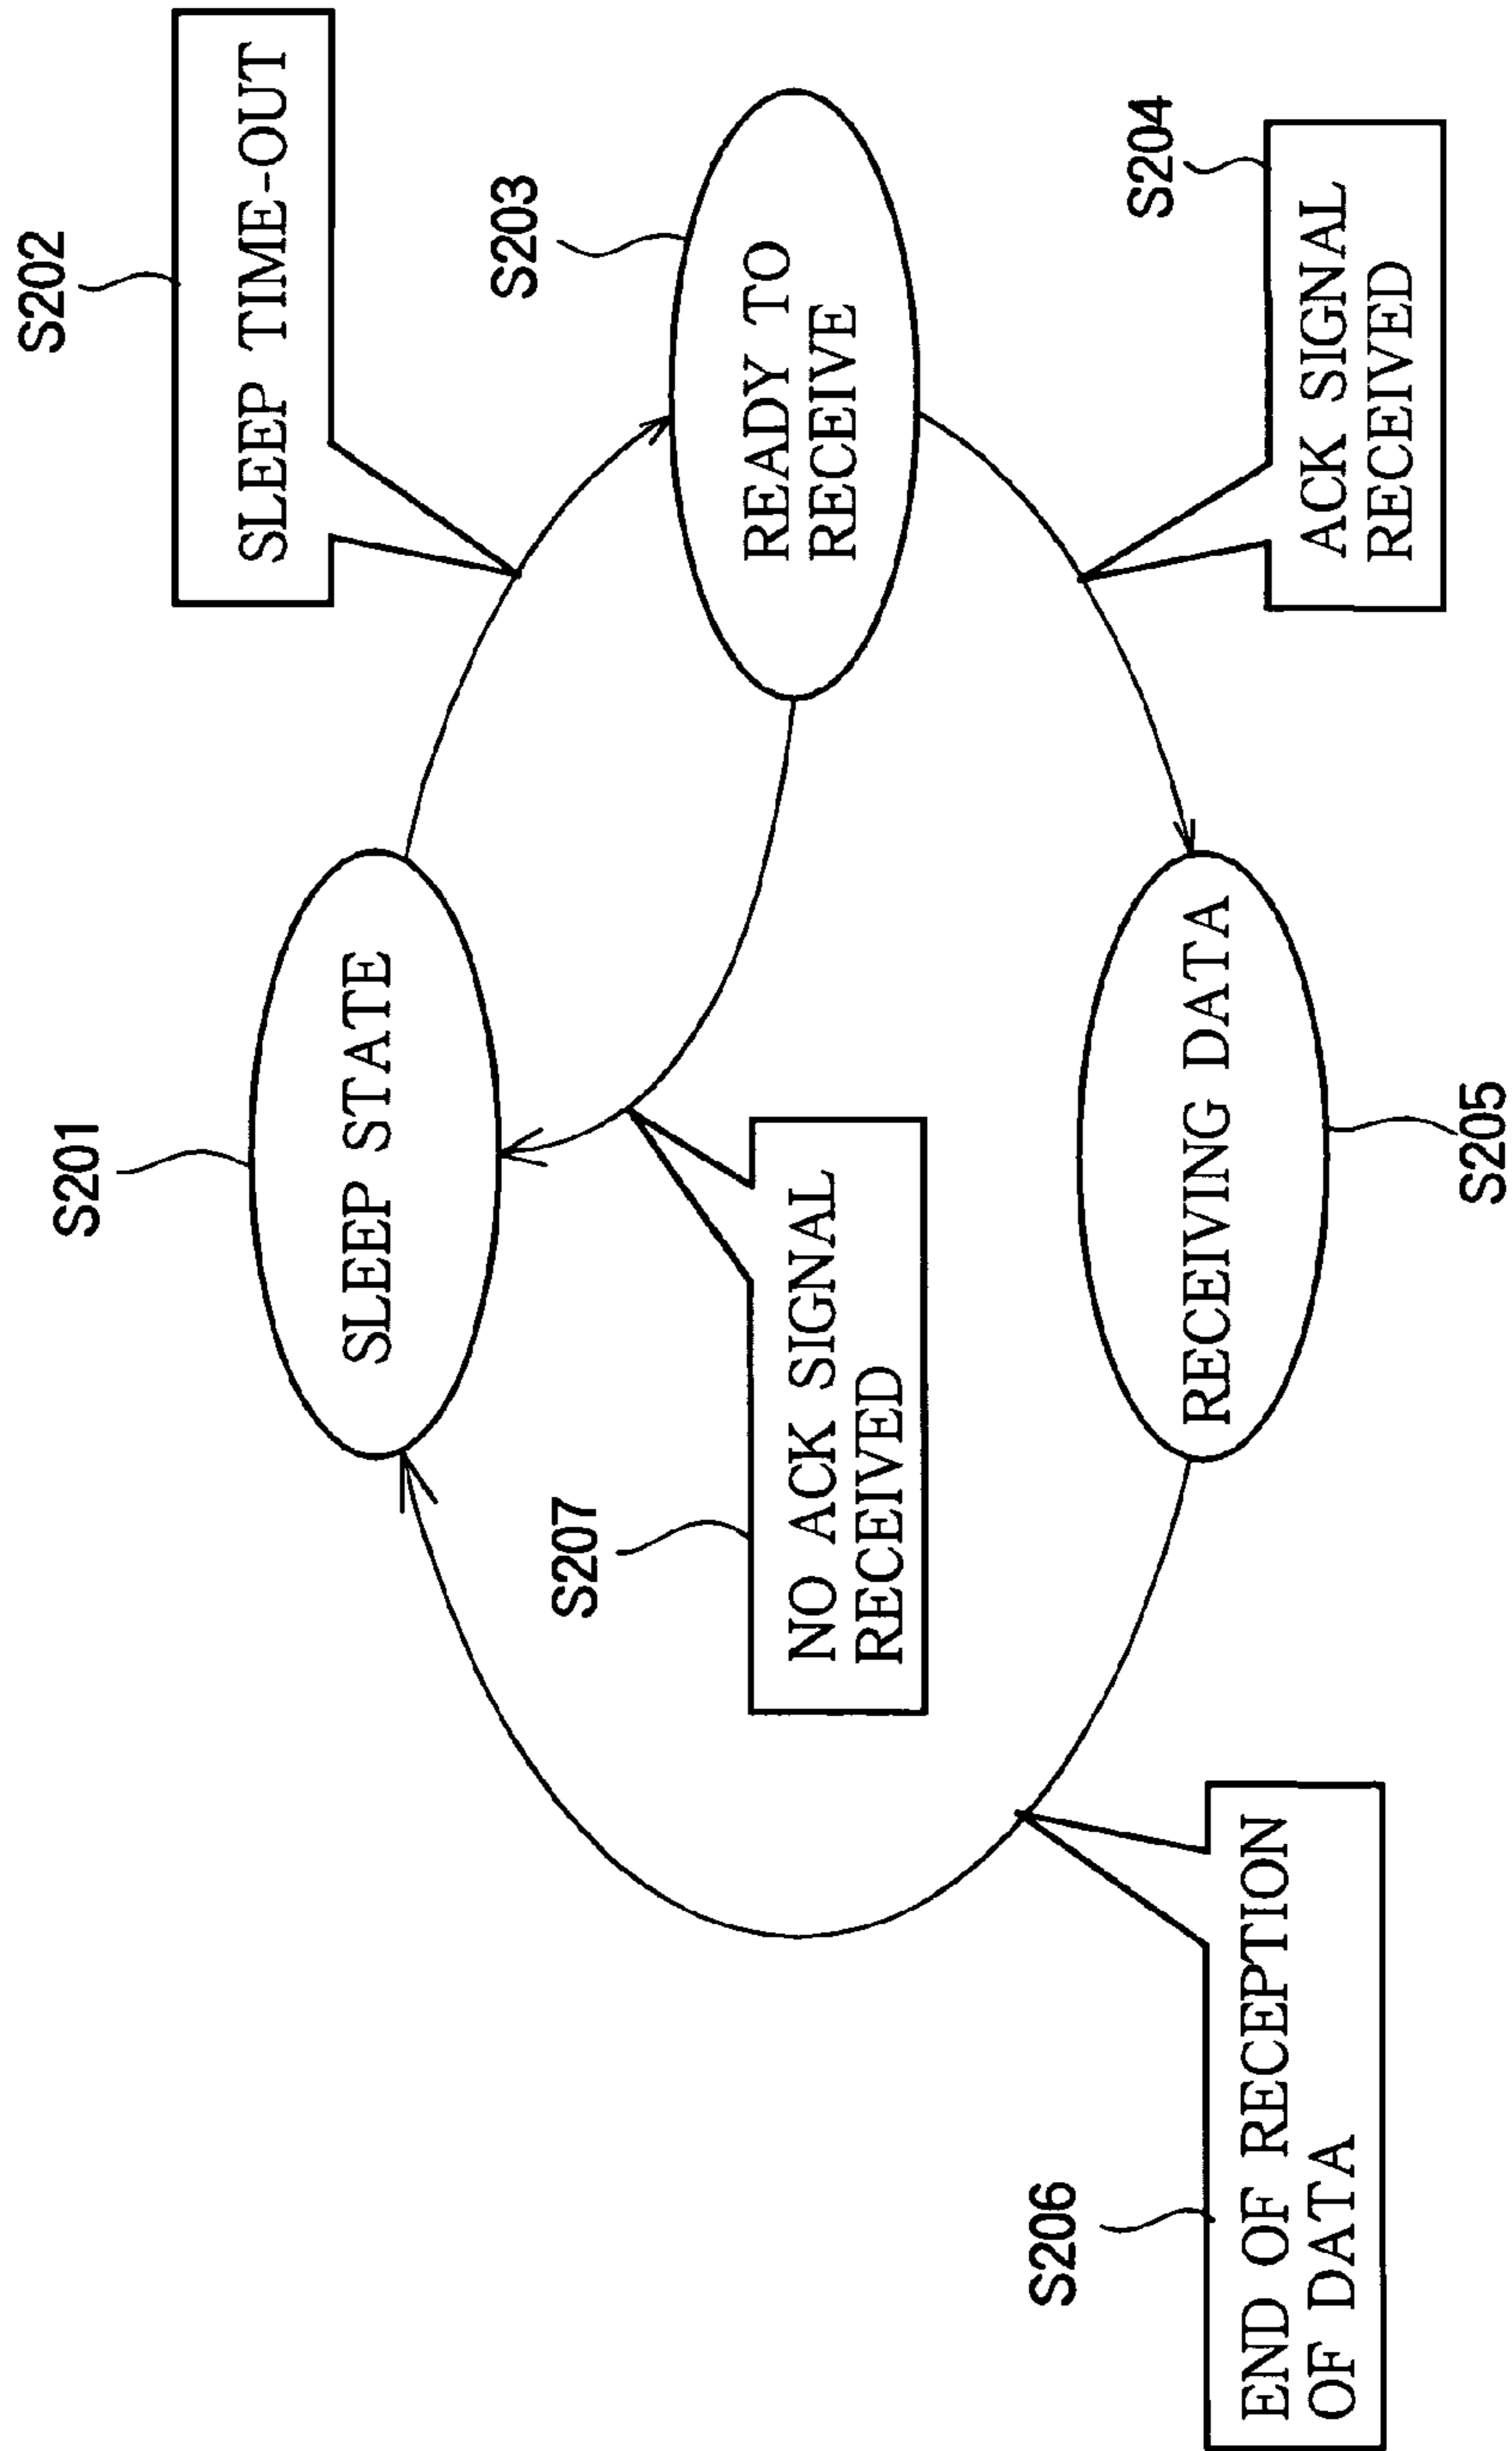 S201
SLEEP STATE
S202
SLEEP TIME-OUT
S203
READY TO
RECEIVE
S207
NO ACK SIGNAL
RECEIVED
S204
ACK SIGNAL
RECEIVED
S206
END OF RECEPTION
OF DATA
RECEIVING DATA
S205